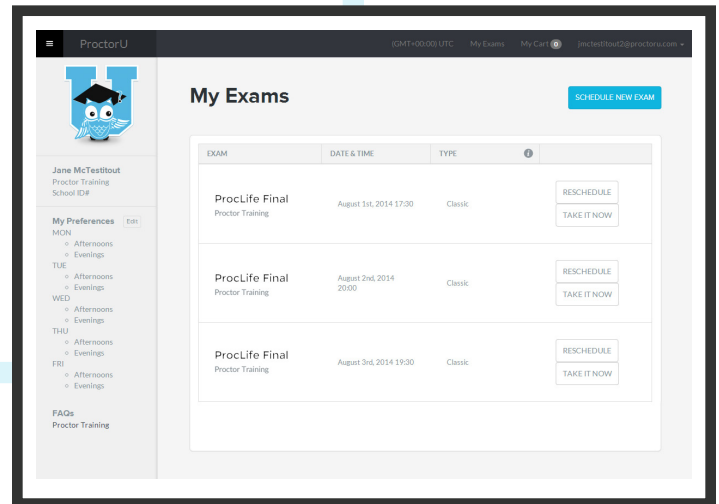 ≡ ProctorU (GMT+00:00) UTC My Exams My Cart 0 jmctestitout2@proctoru.com
My Exams
SCHEDULE NEW EXAM
Jane McTestitout
Proctor Training
School ID#
My Preferences Edit
MON
Afternoons
Evenings
TUE
Afternoons
Evenings
WED
Afternoons
Evenings
THU
Afternoons
Evenings
FRI
Afternoons
Evenings
FAQs
Proctor Training
EXAM DATE & TIME TYPE i
ProcLife Final
Proctor Training
August 1st, 2014 17:30
Classic
RESCHEDULE
TAKE IT NOW
ProcLife Final
Proctor Training
August 2nd, 2014
20:00
Classic
RESCHEDULE
TAKE IT NOW
ProcLife Final
Proctor Training
August 3rd, 2014 19:30
Classic
RESCHEDULE
TAKE IT NOW